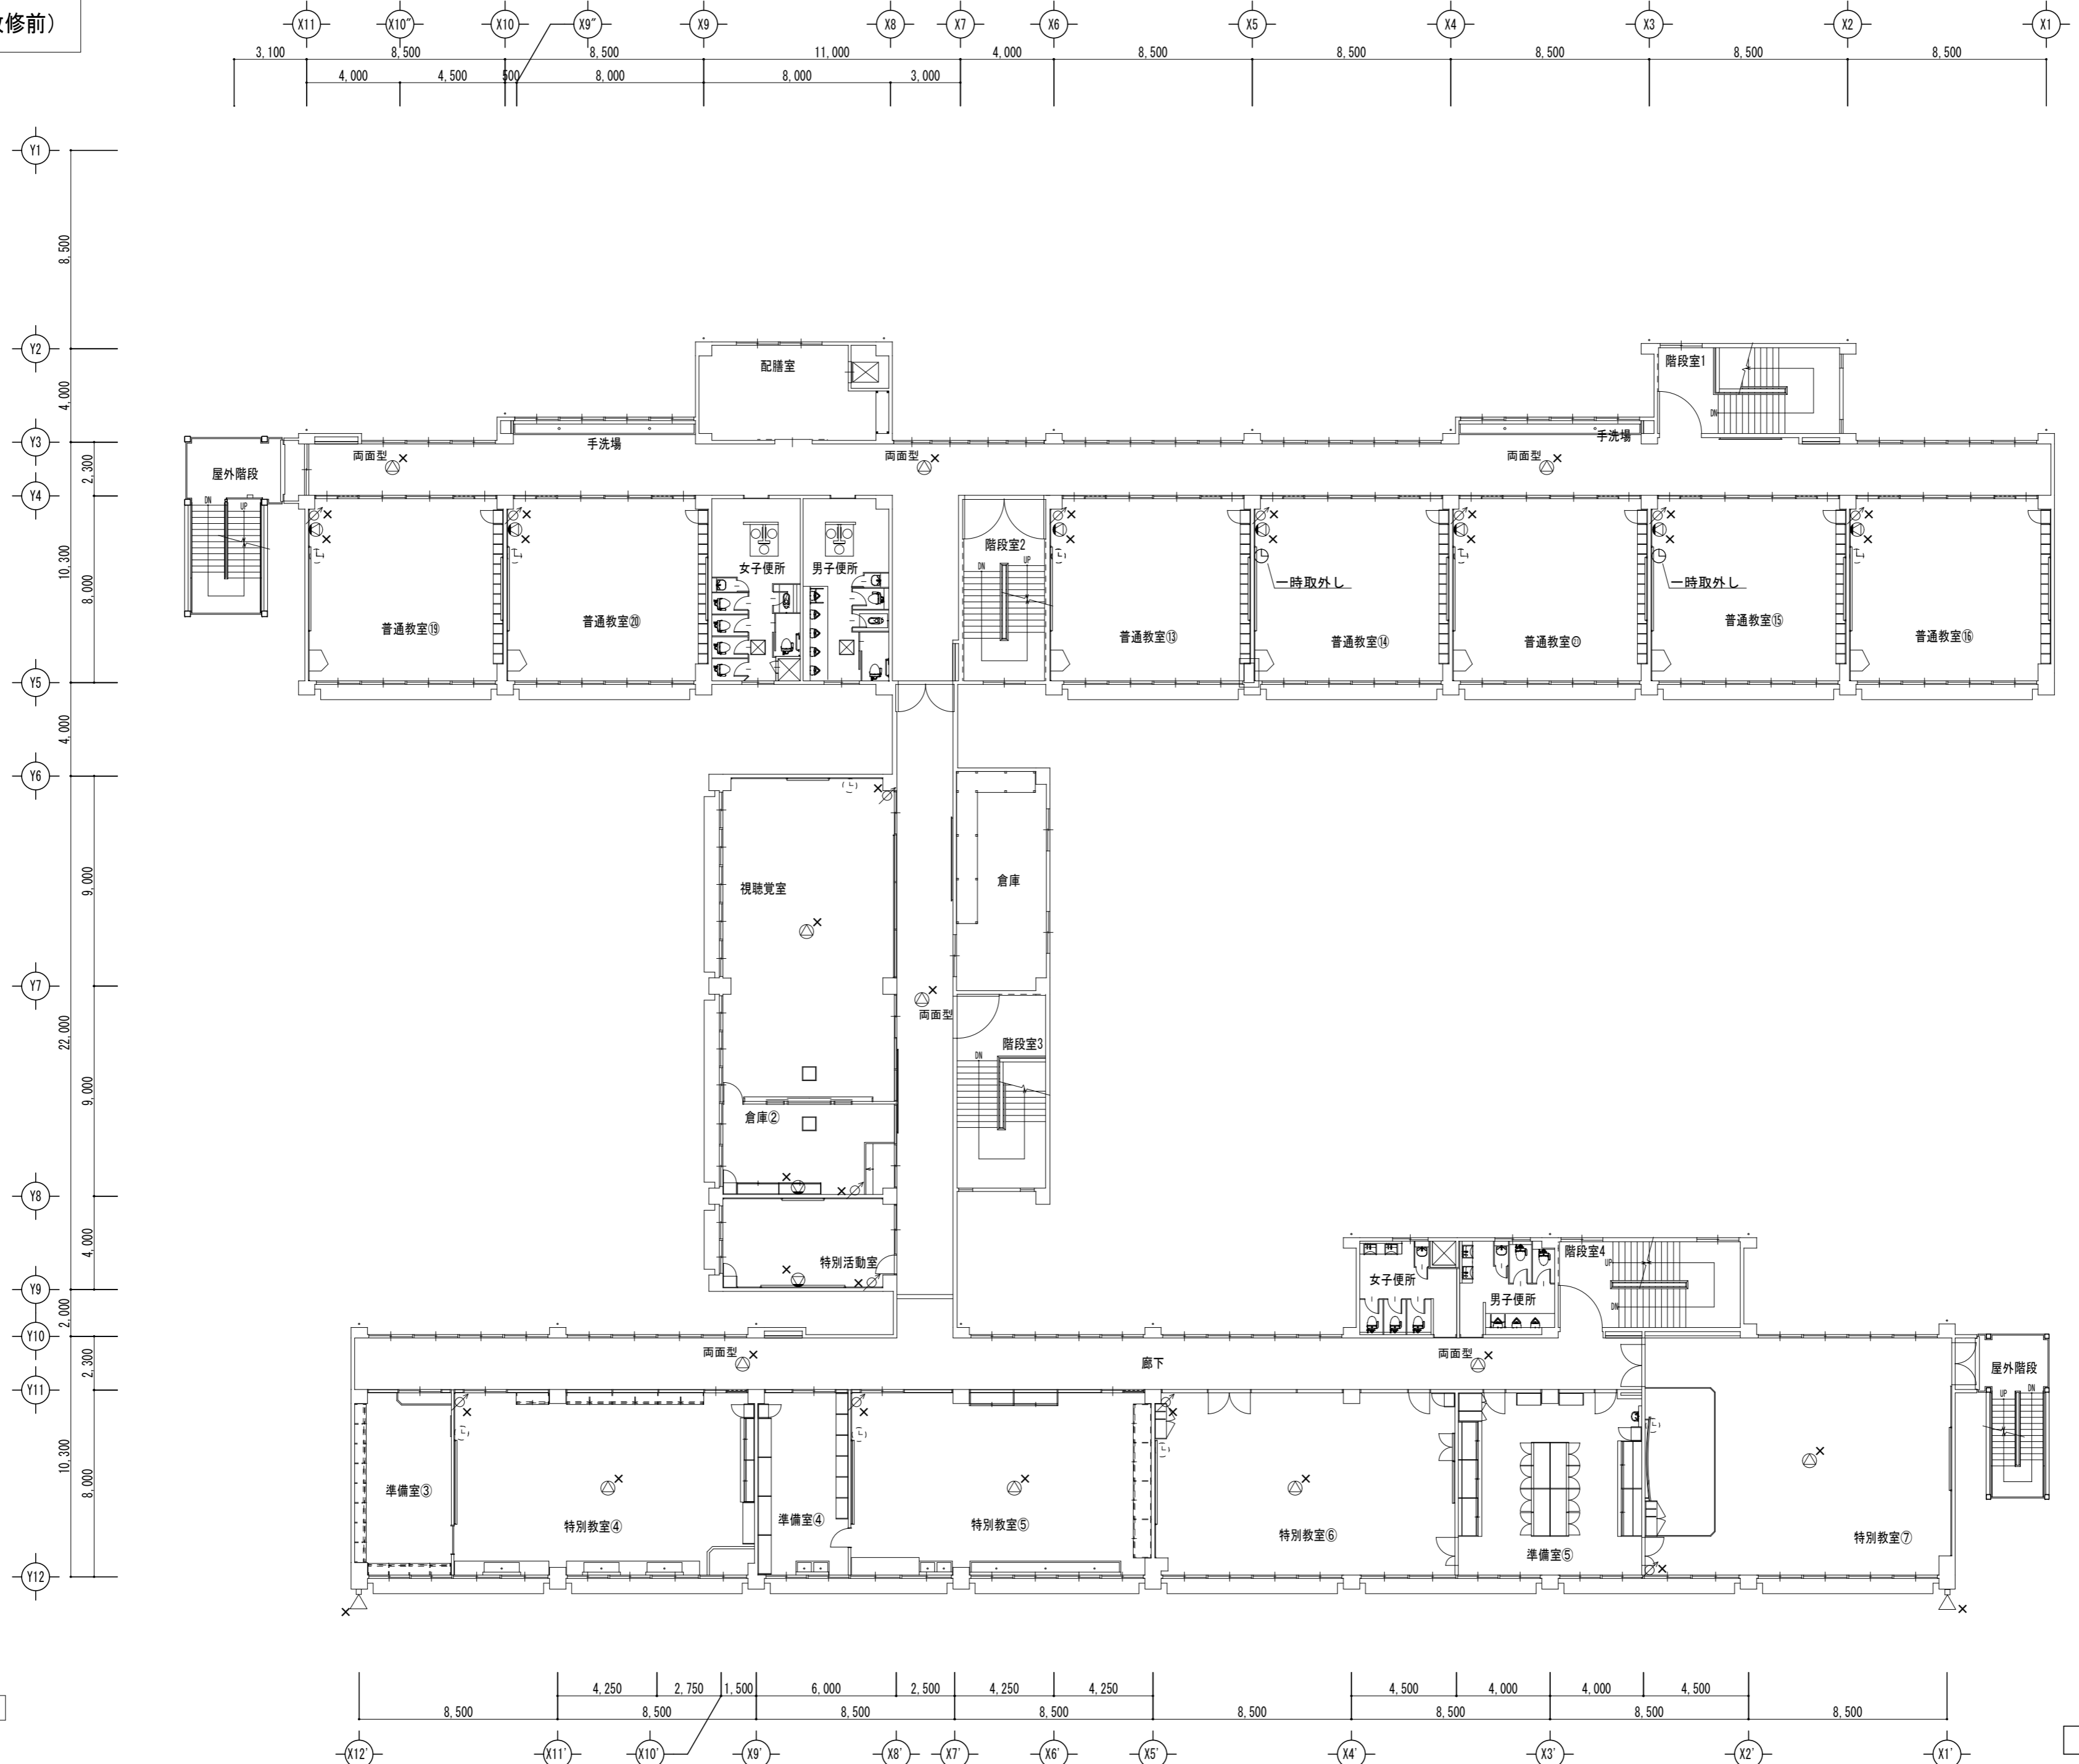 改修前)
X11 X10" X10 X9" X9 X8 X7 X6 X5 X4 X3 X2 X1
3,100 8,500 8,500 11,000 4,000 8,500 8,500 8,500 8,500 8,500
4,000 4,500 500 8,000 8,000 3,000
Y1
8,500
Y2
4,000
Y3
2,300
Y4
10,300
8,000
Y5
4,000
Y6
9,000
Y7
22,000
9,000
Y8
4,000
Y9
2,000
Y10
2,300
Y11
10,300
8,000
Y12
配膳室
階段室1
DN
手洗場
手洗場
両面型
両面型
両面型
屋外階段
DN UP
階段室2
DN UP
女子便所
男子便所
一時取外し
一時取外し
普通教室⑲
普通教室⑳
普通教室⑬
普通教室⑭
普通教室⑮
普通教室⑯
視聴覚室
倉庫
両面型
階段室3
DN
倉庫②
特別活動室
女子便所
男子便所
階段室4
UP
DN
両面型
廊下
両面型
屋外階段
UP DN
準備室③
特別教室④
準備室④
特別教室⑤
特別教室⑥
準備室⑤
特別教室⑦
4,250 2,750 1,500 6,000 2,500 4,250 4,250 4,500 4,000 4,000 4,500
8,500 8,500 8,500 8,500 8,500 8,500 8,500 8,500
X12' X11' X10' X9' X8' X7' X6' X5' X4' X3' X2' X1'